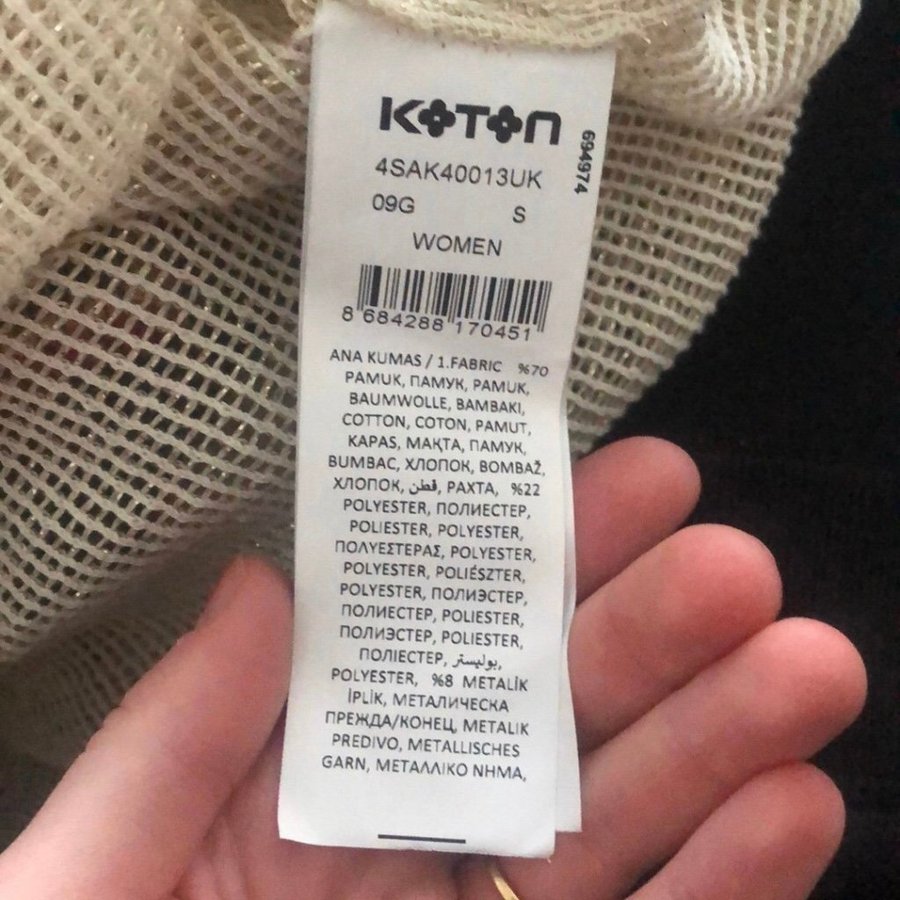 KOTON
694974
4SAK40013UK
09G S
WOMEN
8 684288 170451
ANA KUMAS / 1.FABRIC %70
PAMUK, ПАМУК, PAMUK,
BAUMWOLLE, BAMBAKI,
COTTON, COTON, PAMUT,
KAPAS, МАҚТА, ПАМУК,
BUMBAC, ХЛОПОК, BOMBAŽ,
ХЛОПОК, قطن, PAXTA, %22
POLYESTER, ПОЛИЕСТЕР,
POLIESTER, POLYESTER,
ΠΟΛΥΕΣΤΕΡΑΣ, POLYESTER,
POLYESTER, POLIÉSZTER,
POLYESTER, ПОЛИЭСТЕР,
ПОЛИЕСТЕР, POLIESTER,
ПОЛИЭСТЕР, POLIESTER,
ПОЛІЕСТЕР, بوليستر,
POLYESTER, %8 METALİK
İPLİK, МЕТАЛИЧЕСКА
ПРЕЖДА/КОНЕЦ, METALIK
PREDIVO, METALLISCHES
GARN, ΜΕΤΑΛΛΙΚΟ ΝΗΜΑ,